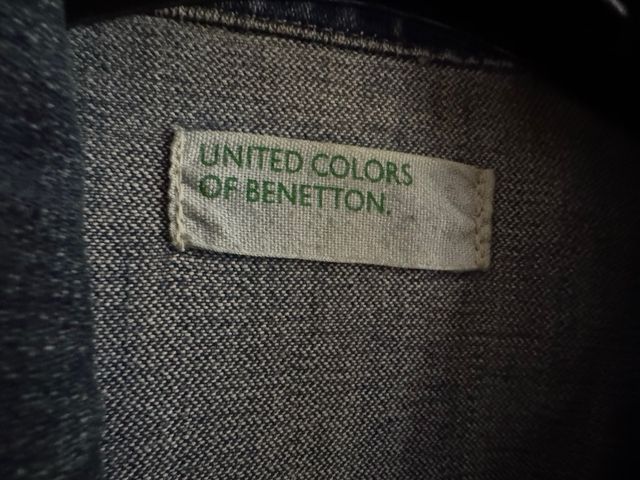 UNITED COLORS
OF BENETTON.